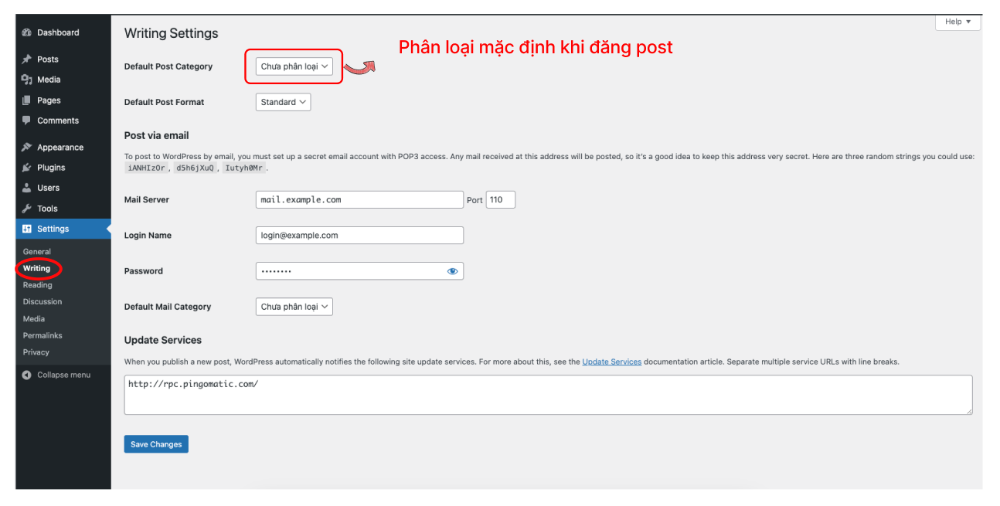 Help ▼
Dashboard
Posts
Media
Pages
Comments
Appearance
Plugins
Users
Tools
Settings
General
Writing
Reading
Discussion
Media
Permalinks
Privacy
Collapse menu
Writing Settings
Phân loại mặc định khi đăng post
Default Post Category Chưa phân loại
Default Post Format Standard
Post via email
To post to WordPress by email, you must set up a secret email account with POP3 access. Any mail received at this address will be posted, so it's a good idea to keep this address very secret. Here are three random strings you could use:
iANHIzOr , d5h6jXuQ , Iutyh0Mr .
Mail Server mail.example.com Port 110
Login Name login@example.com
Password ········
Default Mail Category Chưa phân loại
Update Services
When you publish a new post, WordPress automatically notifies the following site update services. For more about this, see the Update Services documentation article. Separate multiple service URLs with line breaks.
http://rpc.pingomatic.com/
Save Changes